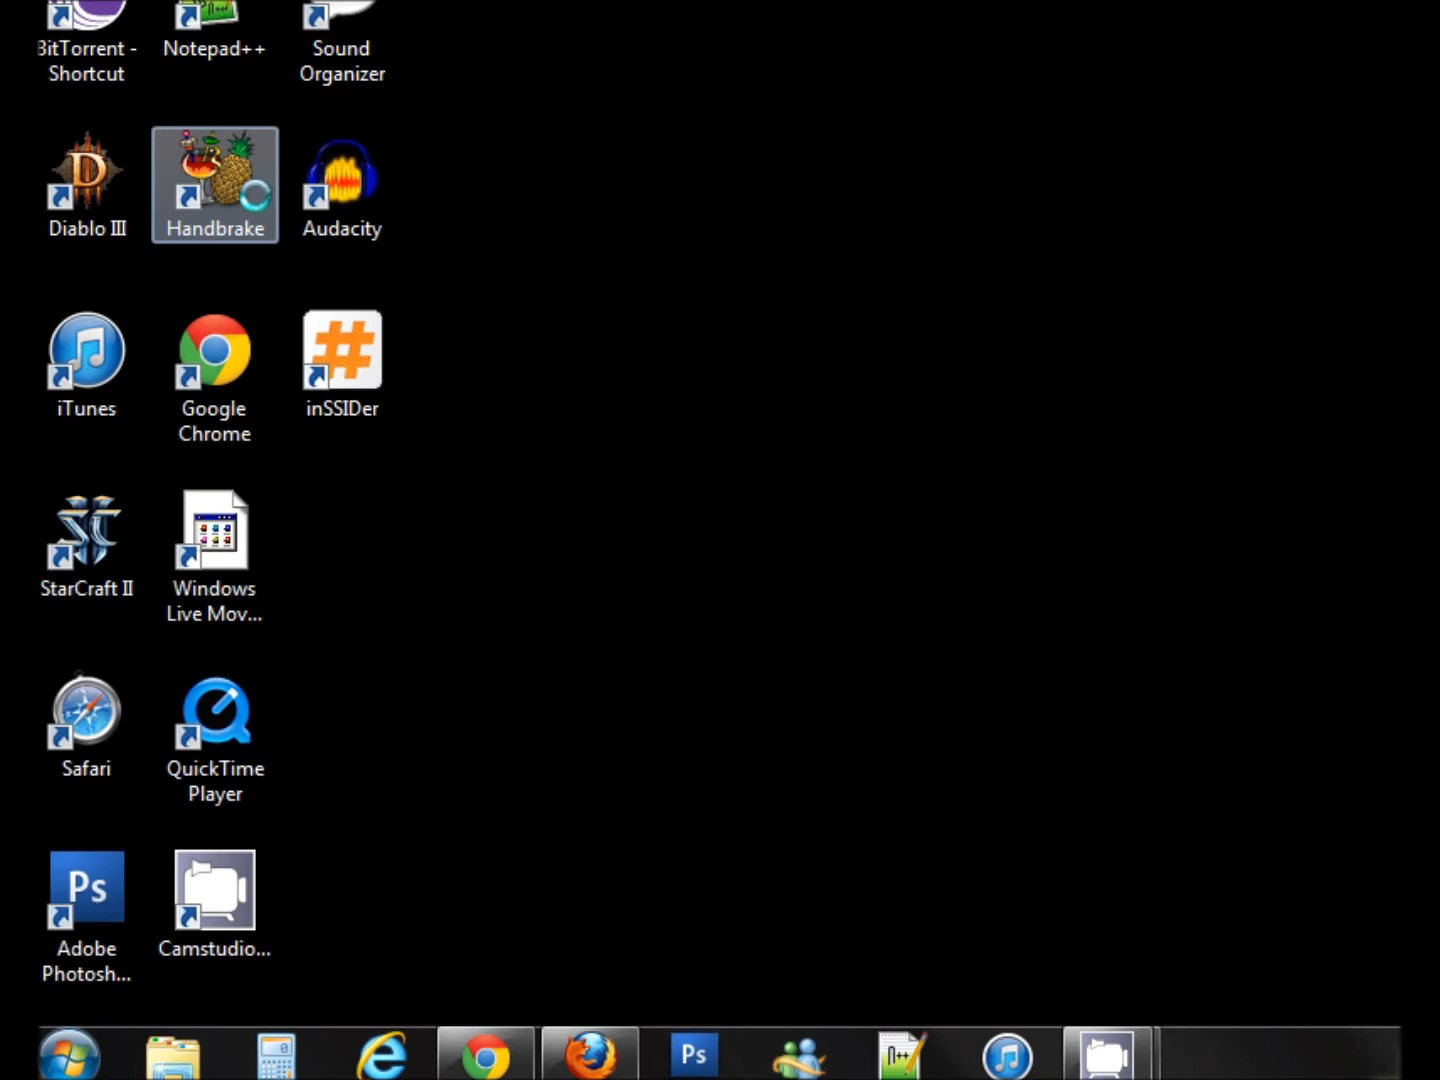 BitTorrent -
Shortcut
Notepad++
Sound
Organizer
Diablo III
Handbrake
Audacity
iTunes
Google
Chrome
inSSIDer
StarCraft II
Windows
Live Mov...
Safari
QuickTime
Player
Ps
Adobe
Photosh...
Camstudio...
Ps